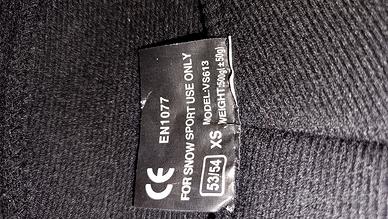 CE
EN1077
FOR SNOW SPORT USE ONLY
53/54 XS MODEL:VS613
WEIGHT:500g(±50g)